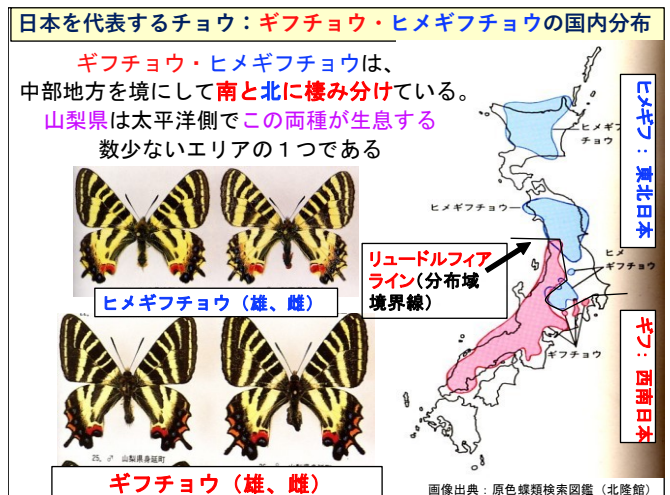 日本を代表するチョウ：ギフチョウ・ヒメギフチョウの国内分布
ギフチョウ・ヒメギフチョウは、
中部地方を境にして南と北に棲み分けている。
山梨県は太平洋側でこの両種が生息する
数少ないエリアの１つである
ヒメギフチョウ（雄、雌）
25. ♂ 山梨県身延町
ギフチョウ（雄、雌）
ヒメギフ
チョウ
ヒメギフチョウ
リュードルフィア
ライン(分布域
境界線）
ヒメ
ギフチョウ
ギフチョウ
ヒメギフ：東北日本
ギフ：西南日本
画像出典：原色蝶類検索図鑑（北隆館）